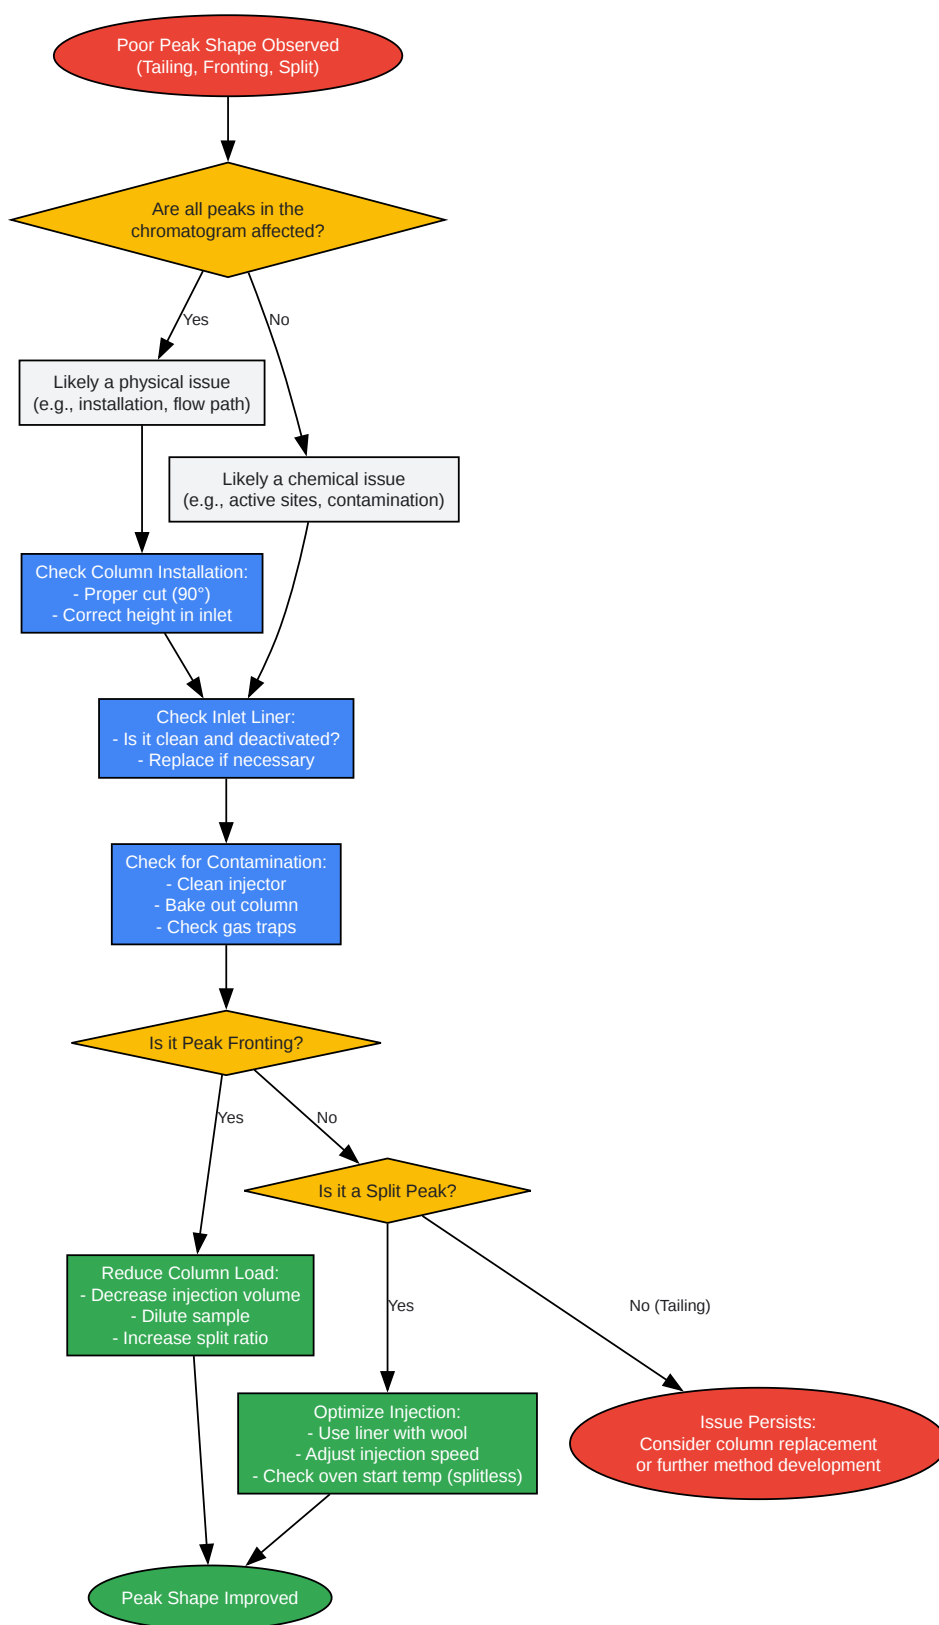 Poor Peak Shape Observed
(Tailing, Fronting, Split)
Are all peaks in the
chromatogram affected?
Yes
No
Likely a physical issue
(e.g., installation, flow path)
Likely a chemical issue
(e.g., active sites, contamination)
Check Column Installation:
- Proper cut (90°)
- Correct height in inlet
Check Inlet Liner:
- Is it clean and deactivated?
- Replace if necessary
Check for Contamination:
- Clean injector
- Bake out column
- Check gas traps
Is it Peak Fronting?
Yes
No
Is it a Split Peak?
Reduce Column Load:
- Decrease injection volume
- Dilute sample
- Increase split ratio
Yes
No (Tailing)
Optimize Injection:
- Use liner with wool
- Adjust injection speed
- Check oven start temp (splitless)
Issue Persists:
Consider column replacement
or further method development
Peak Shape Improved